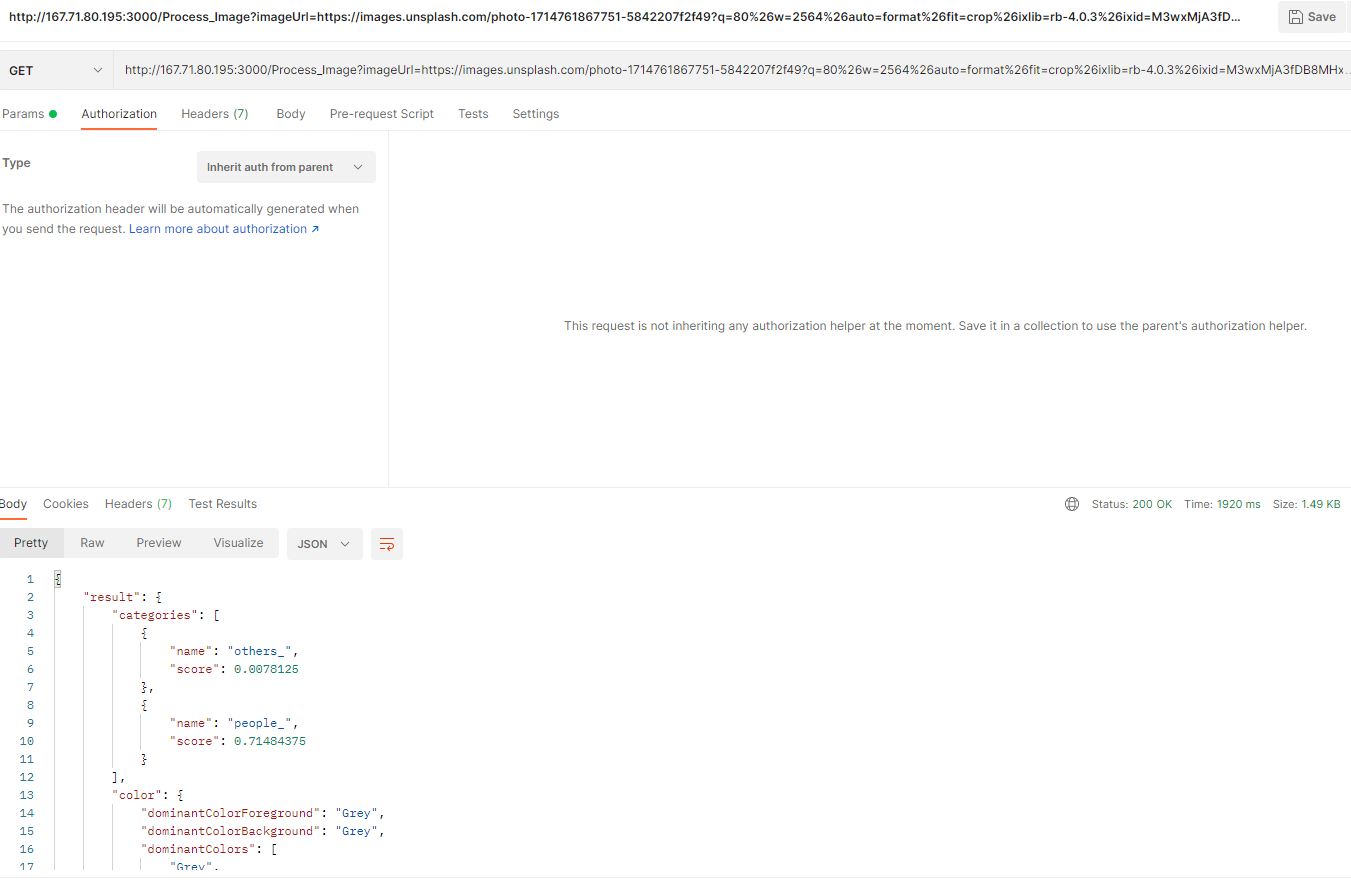 http://167.71.80.195:3000/Process_Image?imageUrl=https://images.unsplash.com/photo-1714761867751-5842207f2f49?q=80%26w=2564%26auto=format%26fit=crop%26ixlib=rb-4.0.3%26ixid=M3wxMjA3fD... Save
GET http://167.71.80.195:3000/Process_Image?imageUrl=https://images.unsplash.com/photo-1714761867751-5842207f2f49?q=80%26w=2564%26auto=format%26fit=crop%26ixlib=rb-4.0.3%26ixid=M3wxMjA3fDB8MHx...
Params Authorization Headers (7) Body Pre-request Script Tests Settings
Type Inherit auth from parent
The authorization header will be automatically generated when
you send the request. Learn more about authorization ↗
This request is not inheriting any authorization helper at the moment. Save it in a collection to use the parent's authorization helper.
Body Cookies Headers (7) Test Results Status: 200 OK Time: 1920 ms Size: 1.49 KB
Pretty Raw Preview Visualize JSON
1 {
2 "result": {
3 "categories": [
4 {
5 "name": "others_",
6 "score": 0.0078125
7 },
8 {
9 "name": "people_",
10 "score": 0.71484375
11 }
12 ],
13 "color": {
14 "dominantColorForeground": "Grey",
15 "dominantColorBackground": "Grey",
16 "dominantColors": [
17 "Grey",